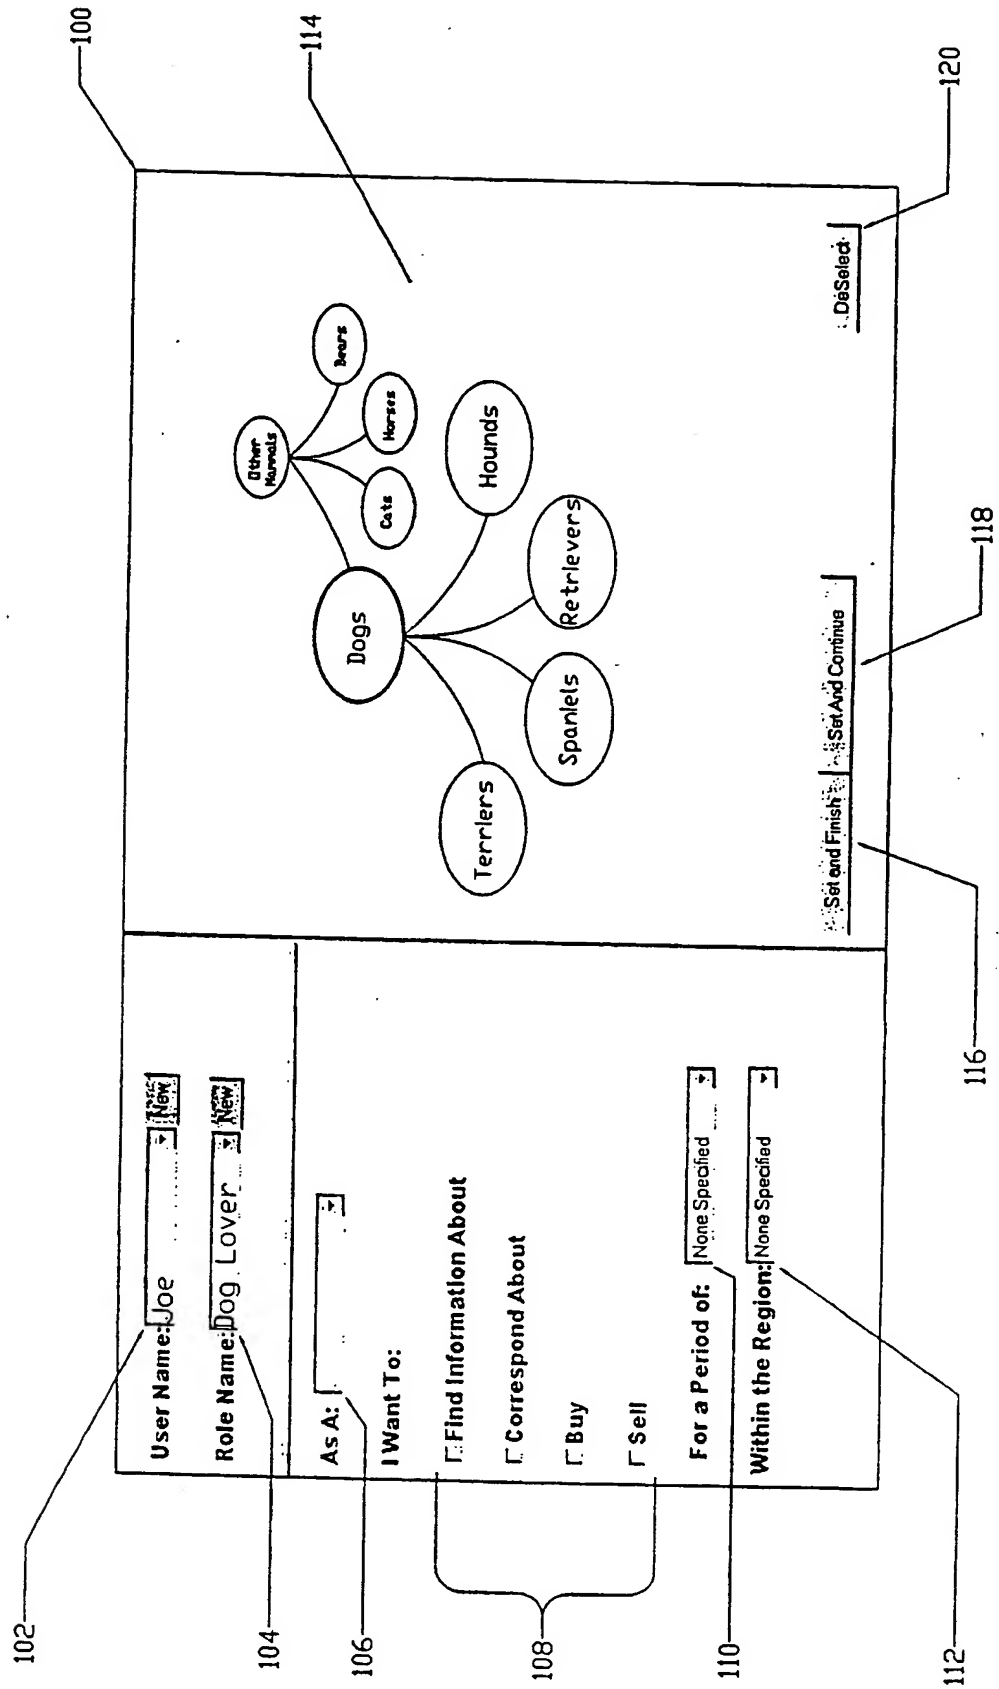 100
114
120
118
116
102
104
106
108
110
112
User Name: Joe New
Role Name: Dog Lover New
As A:
I Want To:
Find Information About
Correspond About
Buy
Sell
For a Period of: None Specified
Within the Region: None Specified
Other
Mammals
Bears
Horses
Cats
Dogs
Hounds
Retrievers
Spaniels
Terriers
Set and Finish
Set And Continue
DeSelect